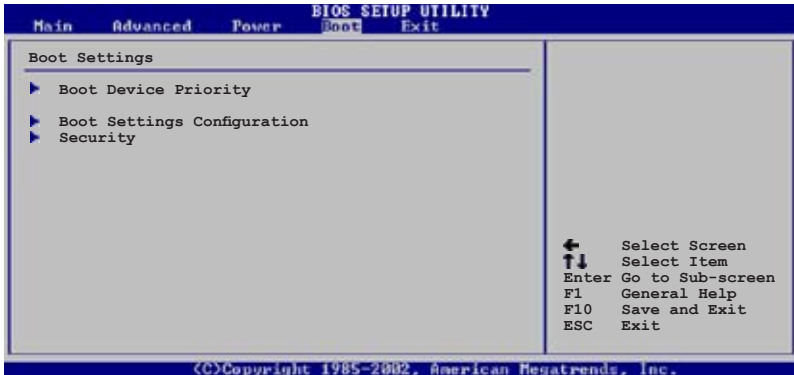 BIOS SETUP UTILITY
Main Advanced Power Boot Exit
Boot Settings
Boot Device Priority
Boot Settings Configuration
Security
← Select Screen
↑↓ Select Item
Enter Go to Sub-screen
F1 General Help
F10 Save and Exit
ESC Exit
(C)Copyright 1985-2002, American Megatrends, Inc.